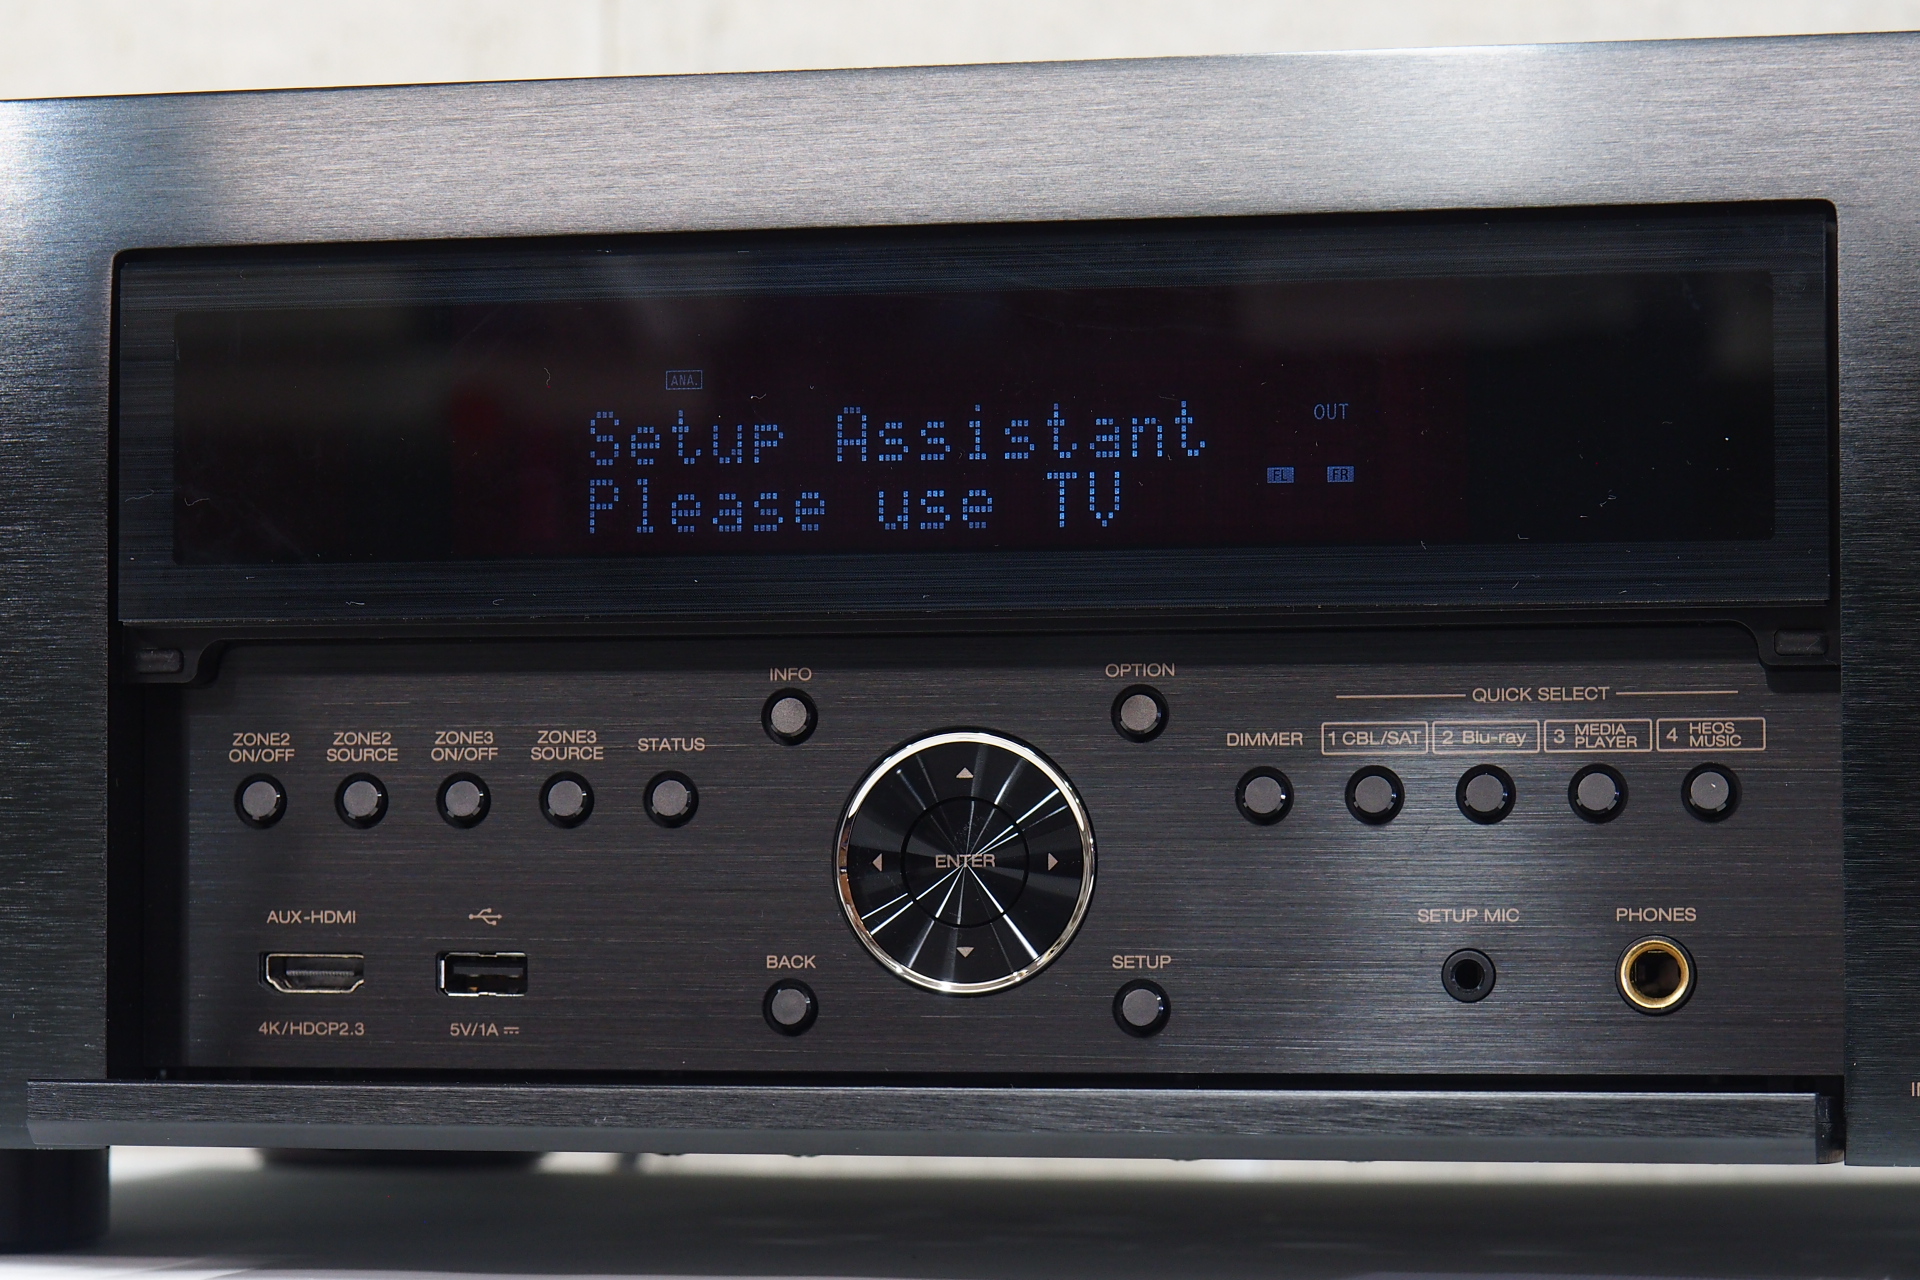 ANA.
Setup Assistant
OUT
Please use TV
FL FR
INFO
OPTION
QUICK SELECT
ZONE2
ON/OFF
ZONE2
SOURCE
ZONE3
ON/OFF
ZONE3
SOURCE
STATUS
DIMMER
1 CBL/SAT
2 Blu-ray
3 MEDIA
PLAYER
4 HEOS
MUSIC
ENTER
AUX-HDMI
SETUP MIC
PHONES
BACK
SETUP
4K/HDCP2.3
5V/1A